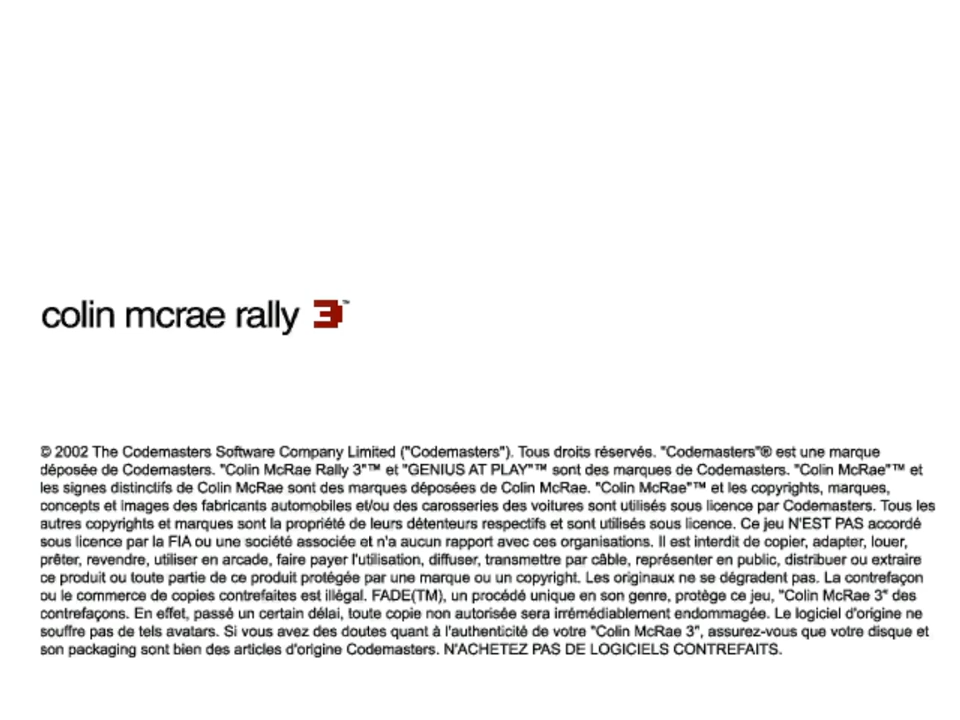 colin mcrae rally 3™
© 2002 The Codemasters Software Company Limited ("Codemasters"). Tous droits réservés. "Codemasters"® est une marque
déposée de Codemasters. "Colin McRae Rally 3"™ et "GENIUS AT PLAY"™ sont des marques de Codemasters. "Colin McRae"™ et
les signes distinctifs de Colin McRae sont des marques déposées de Colin McRae. "Colin McRae"™ et les copyrights, marques,
concepts et images des fabricants automobiles et/ou des carosseries des voitures sont utilisés sous licence par Codemasters. Tous les
autres copyrights et marques sont la propriété de leurs détenteurs respectifs et sont utilisés sous licence. Ce jeu N'EST PAS accordé
sous licence par la FIA ou une société associée et n'a aucun rapport avec ces organisations. Il est interdit de copier, adapter, louer,
prêter, revendre, utiliser en arcade, faire payer l'utilisation, diffuser, transmettre par câble, représenter en public, distribuer ou extraire
ce produit ou toute partie de ce produit protégée par une marque ou un copyright. Les originaux ne se dégradent pas. La contrefaçon
ou le commerce de copies contrefaites est illégal. FADE(TM), un procédé unique en son genre, protège ce jeu, "Colin McRae 3" des
contrefaçons. En effet, passé un certain délai, toute copie non autorisée sera irrémédiablement endommagée. Le logiciel d'origine ne
souffre pas de tels avatars. Si vous avez des doutes quant à l'authenticité de votre "Colin McRae 3", assurez-vous que votre disque et
son packaging sont bien des articles d'origine Codemasters. N'ACHETEZ PAS DE LOGICIELS CONTREFAITS.